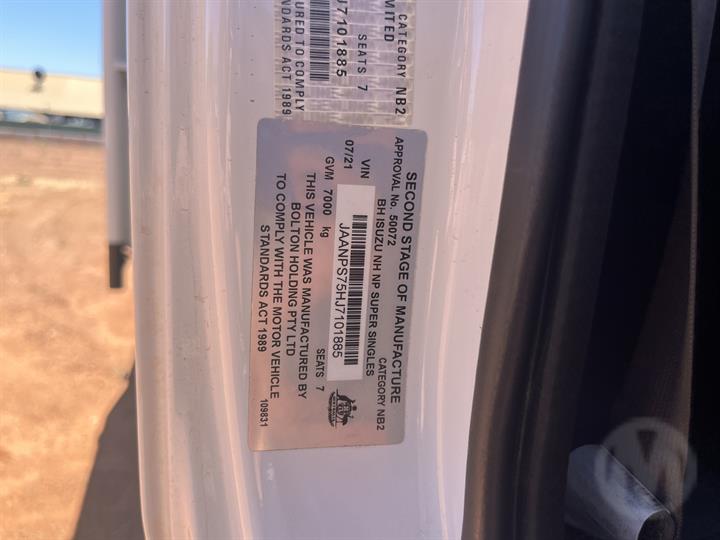 CATEGORY NB2
LIMITED
J7101885
SEATS 7
URED TO COMPLY
NDARDS ACT 1989
SECOND STAGE OF MANUFACTURE
APPROVAL No. 50072 CATEGORY NB2
BH ISUZU NH NP SUPER SINGLES
VIN JAANPS75HJ7101885
07/21
GVM 7000 kg SEATS 7
THIS VEHICLE WAS MANUFACTURED BY
BOLTON HOLDING PTY LTD
TO COMPLY WITH THE MOTOR VEHICLE
STANDARDS ACT 1989
109831
M